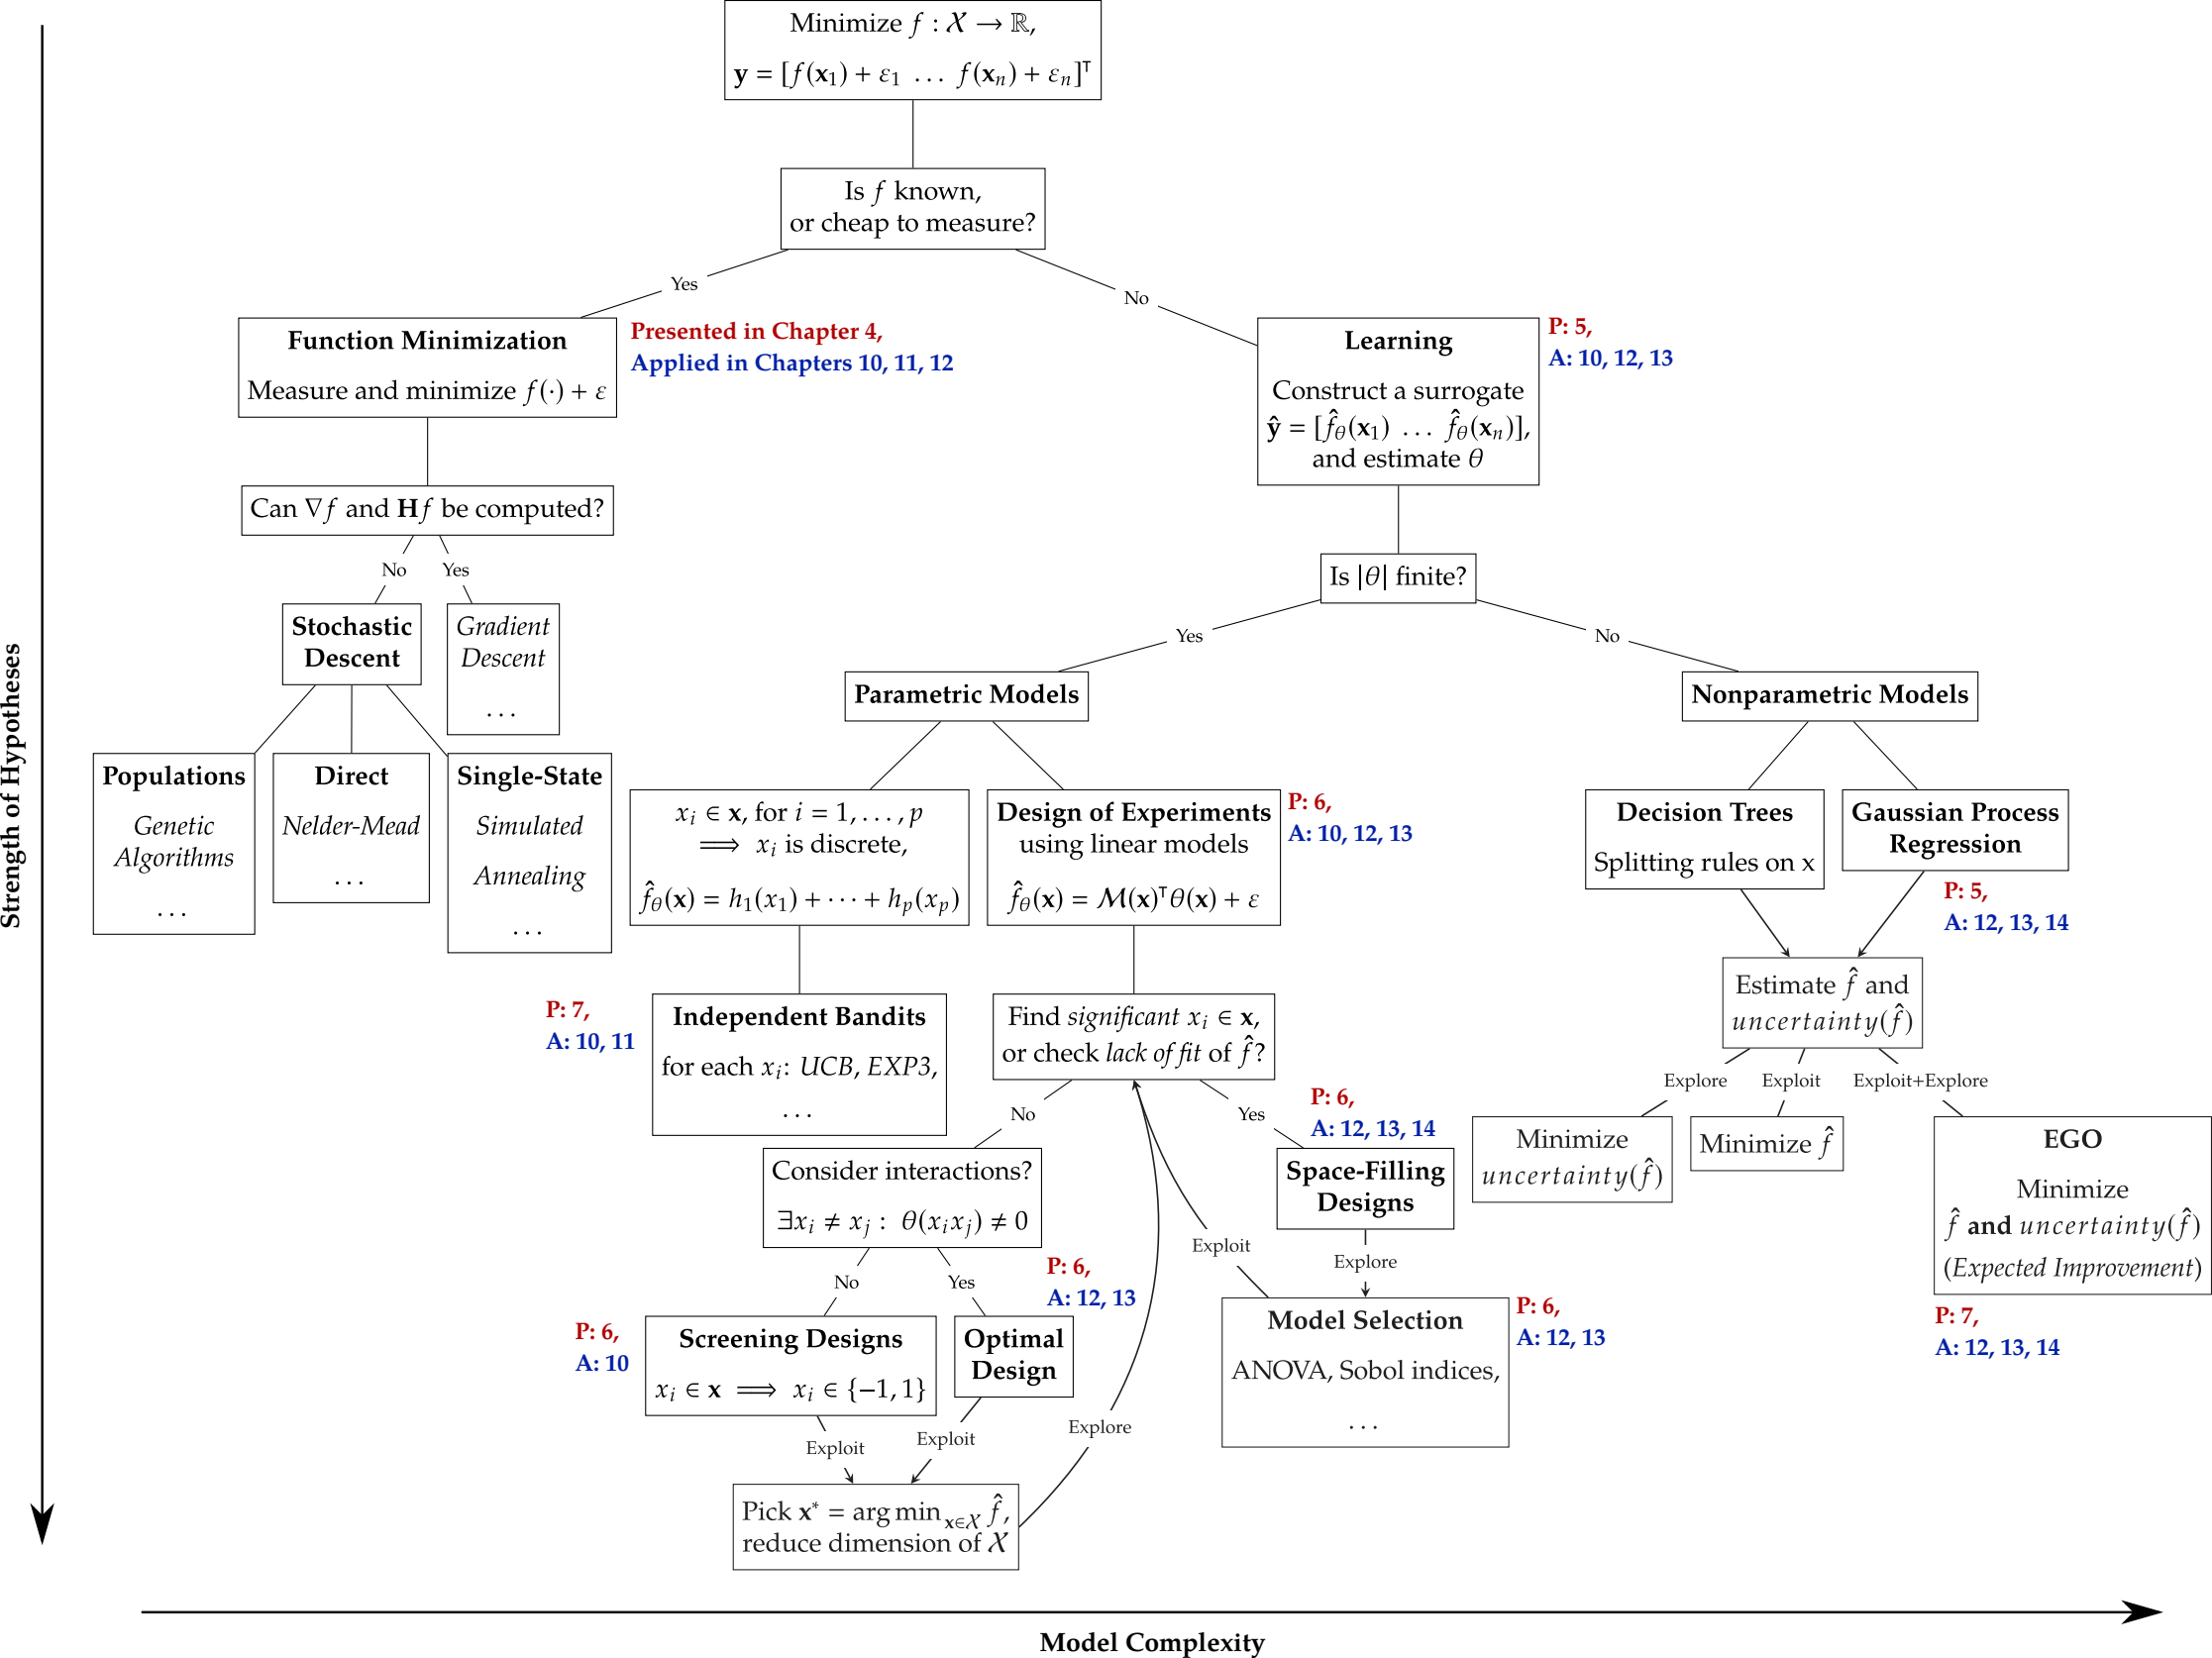 Minimize f : 𝒳 → ℝ,
y = [f(x₁) + ε₁ … f(xₙ) + εₙ]ᵀ
Is f known,
or cheap to measure?
Yes
No
Function Minimization
Measure and minimize f(·) + ε
Presented in Chapter 4,
Applied in Chapters 10, 11, 12
Learning
Construct a surrogate
ŷ = [f̂_θ(x₁) … f̂_θ(xₙ)],
and estimate θ
P: 5,
A: 10, 12, 13
Can ∇f and Hf be computed?
No
Yes
Stochastic
Descent
Gradient
Descent
…
Populations
Genetic
Algorithms
…
Direct
Nelder-Mead
…
Single-State
Simulated
Annealing
…
Is |θ| finite?
Yes
No
Parametric Models
Nonparametric Models
xᵢ ∈ x, for i = 1, . . . , p
⟹ xᵢ is discrete,
f̂_θ(x) = h₁(x₁) + ··· + hₚ(xₚ)
Design of Experiments
using linear models
f̂_θ(x) = ℳ(x)ᵀθ(x) + ε
P: 6,
A: 10, 12, 13
Decision Trees
Splitting rules on x
Gaussian Process
Regression
P: 5,
A: 12, 13, 14
P: 7,
A: 10, 11
Independent Bandits
for each xᵢ: UCB, EXP3,
…
Find significant xᵢ ∈ x,
or check lack of fit of f̂?
No
Yes
Estimate f̂ and
uncertainty(f̂)
Explore
Exploit
Exploit+Explore
Minimize
uncertainty(f̂)
Minimize f̂
EGO
Minimize
f̂ and uncertainty(f̂)
(Expected Improvement)
P: 7,
A: 12, 13, 14
Consider interactions?
∃xᵢ ≠ xⱼ : θ(xᵢxⱼ) ≠ 0
No
Yes
P: 6,
A: 12, 13, 14
Space-Filling
Designs
Explore
Exploit
Model Selection
ANOVA, Sobol indices,
…
P: 6,
A: 12, 13
P: 6,
A: 10
Screening Designs
xᵢ ∈ x ⟹ xᵢ ∈ {−1, 1}
P: 6,
A: 12, 13
Optimal
Design
Exploit
Exploit
Explore
Pick x* = arg min_{x∈𝒳} f̂,
reduce dimension of 𝒳
Strength of Hypotheses
Model Complexity